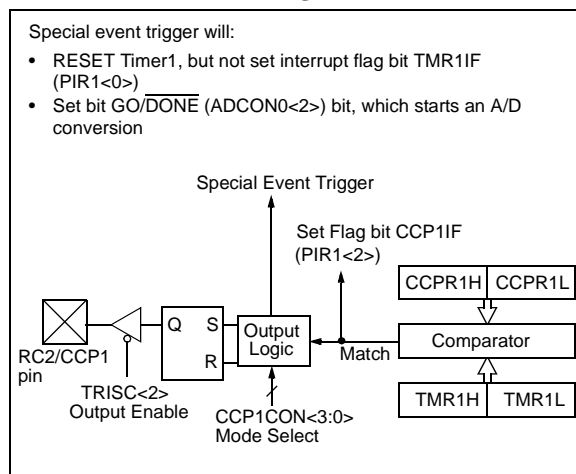 Special event trigger will:
• RESET Timer1, but not set interrupt flag bit TMR1IF
(PIR1<0>)
• Set bit GO/DONE (ADCON0<2>) bit, which starts an A/D
conversion
Special Event Trigger
Set Flag bit CCP1IF
(PIR1<2>)
CCPR1H CCPR1L
Q S
R
Output
Logic
Match
Comparator
RC2/CCP1
pin
TRISC<2>
Output Enable
CCP1CON<3:0>
Mode Select
TMR1H TMR1L